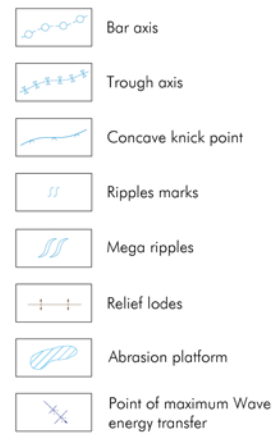 Bar axis
Trough axis
Concave knick point
Ripples marks
Mega ripples
Relief lodes
Abrasion platform
Point of maximum Wave
energy transfer